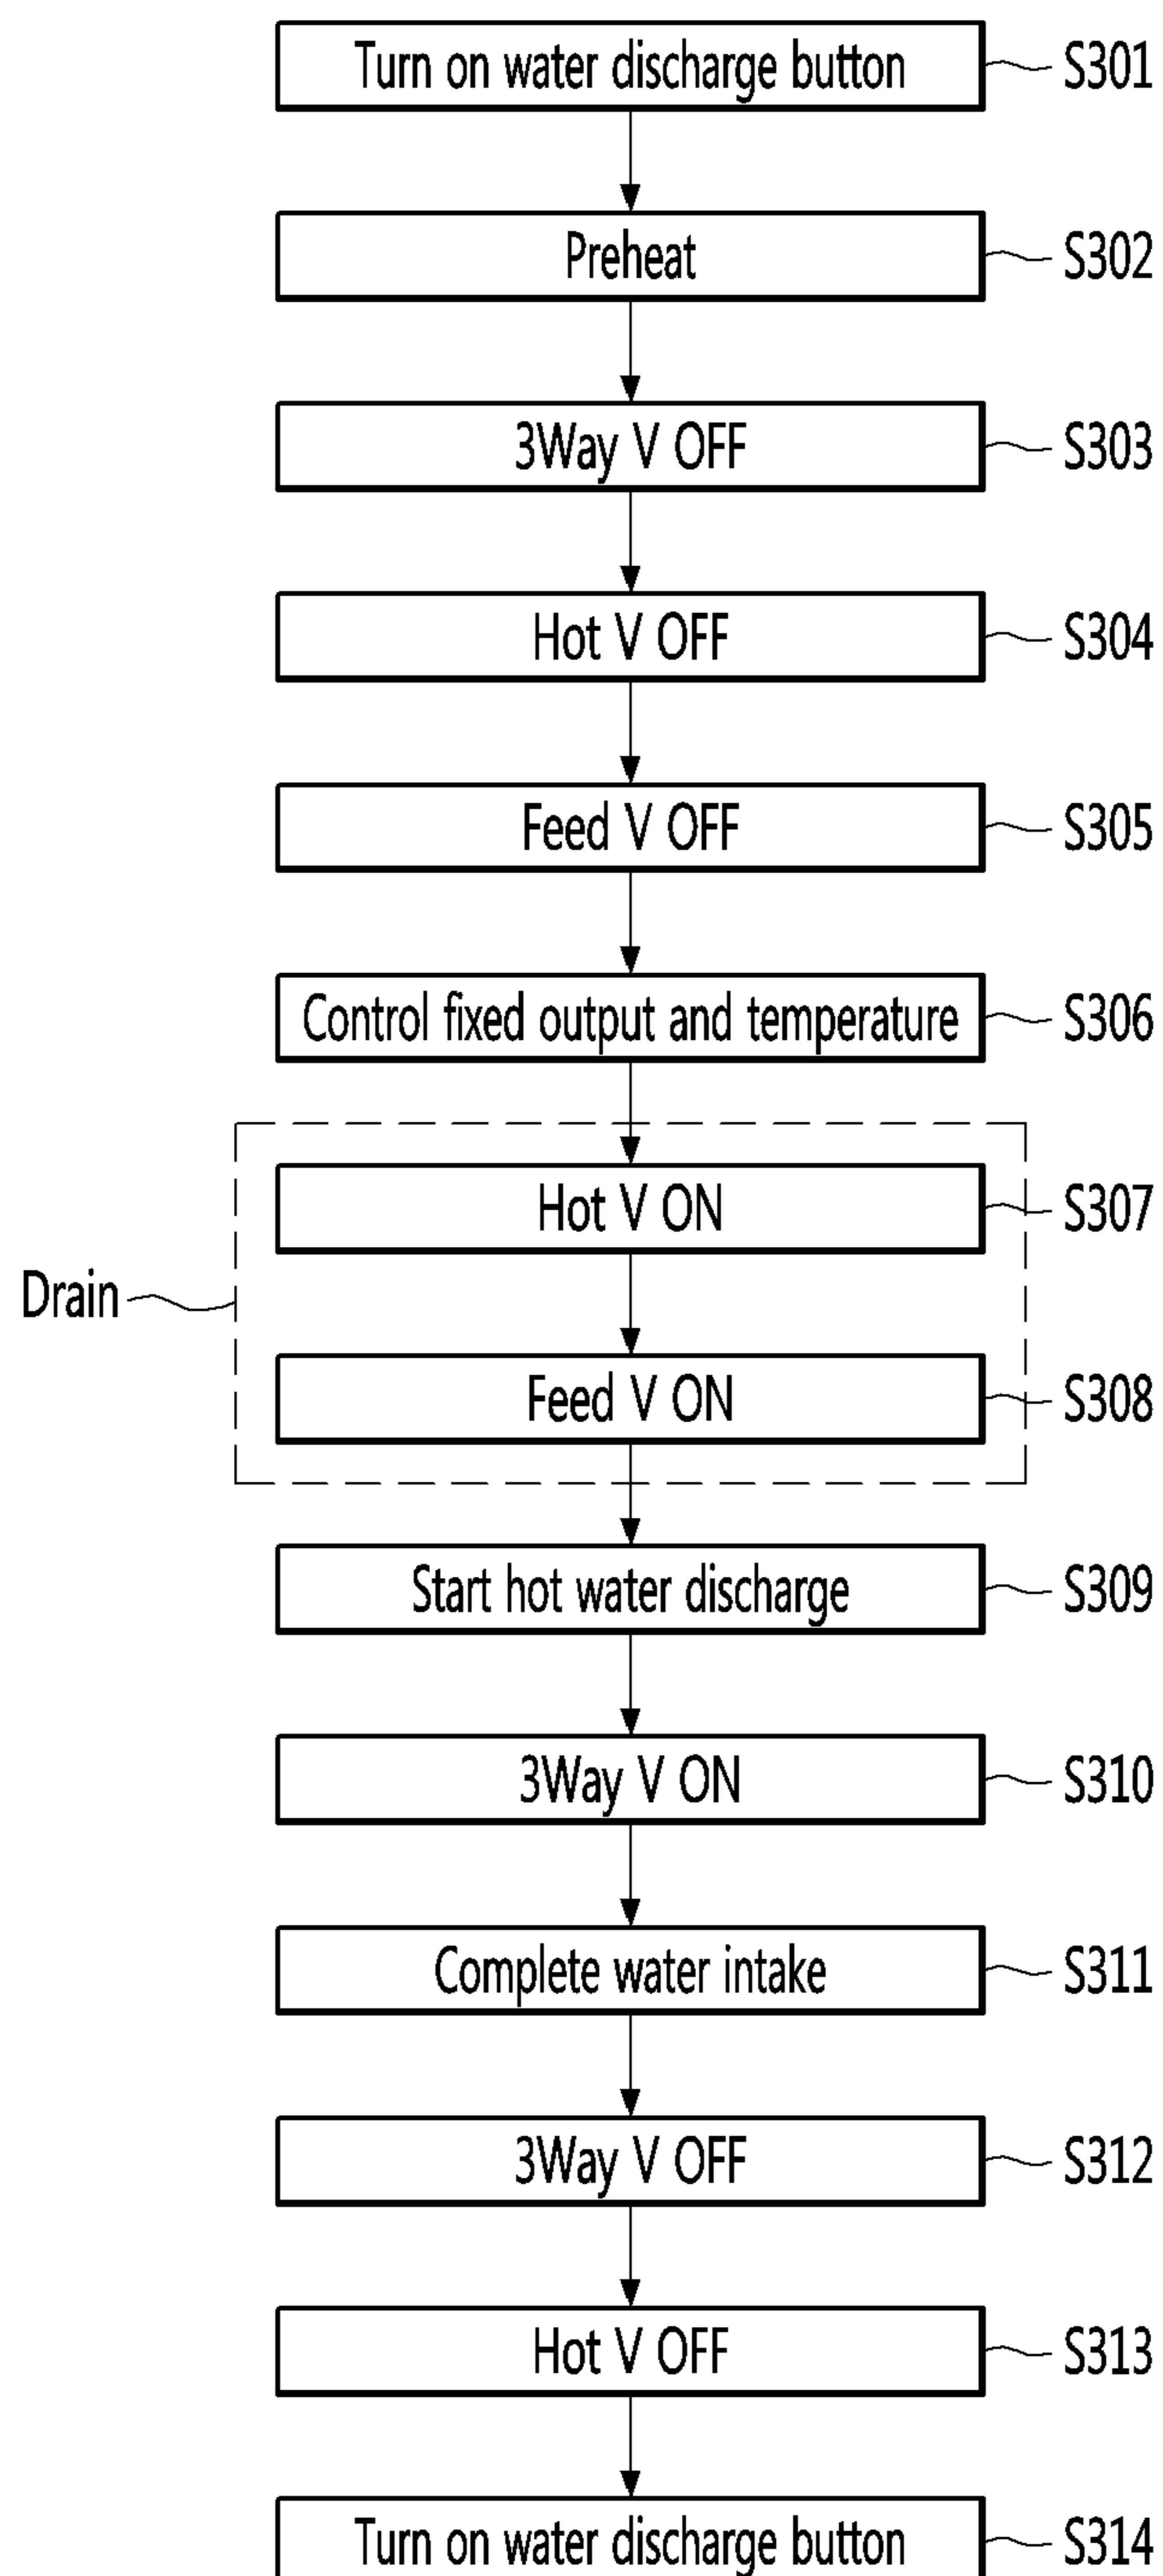 Turn on water discharge button S301
Preheat S302
3Way V OFF S303
Hot V OFF S304
Feed V OFF S305
Control fixed output and temperature S306
Hot V ON S307
Drain
Feed V ON S308
Start hot water discharge S309
3Way V ON S310
Complete water intake S311
3Way V OFF S312
Hot V OFF S313
Turn on water discharge button S314